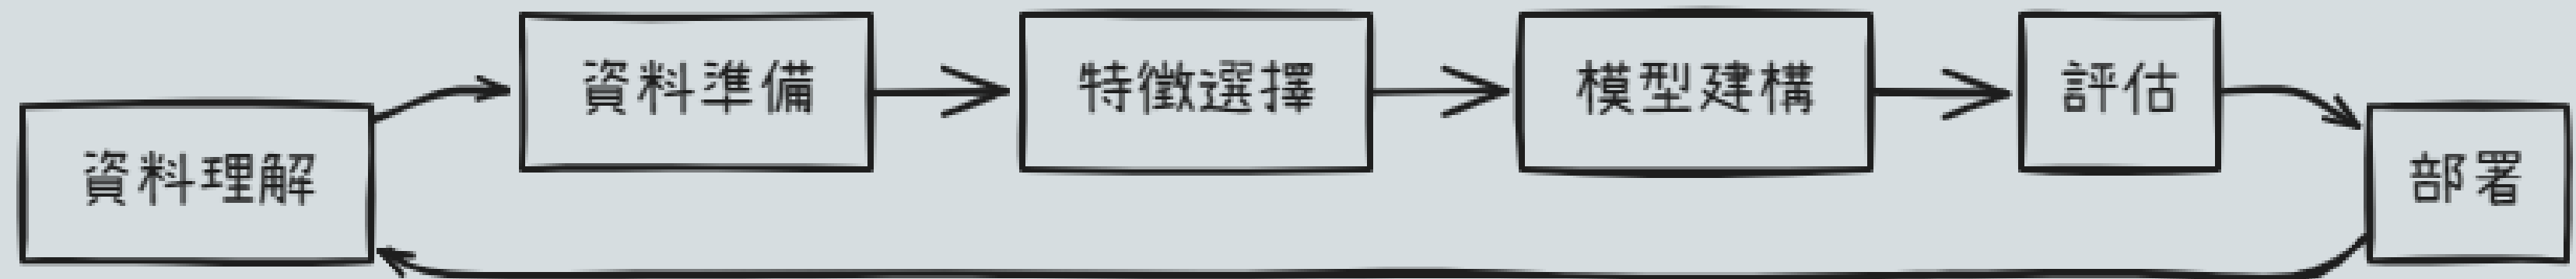 資料理解
資料準備
特徵選擇
模型建構
評估
部署